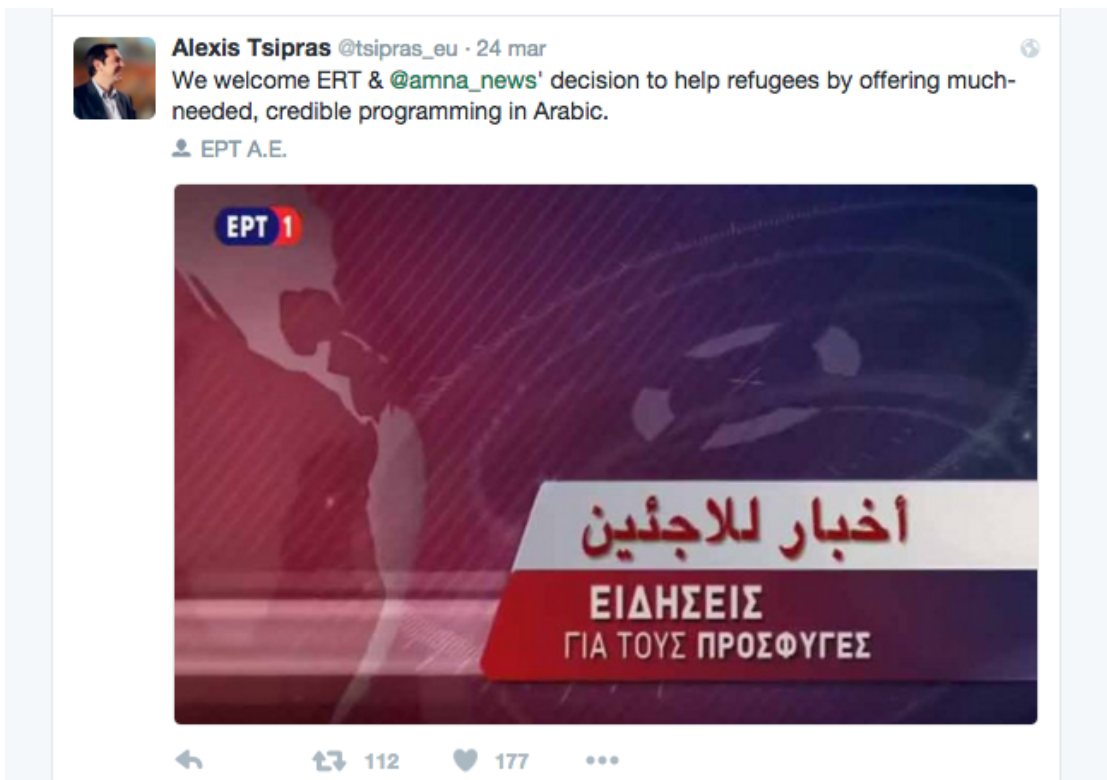 Alexis Tsipras @tsipras_eu · 24 mar
We welcome ERT & @amna_news' decision to help refugees by offering much-
needed, credible programming in Arabic.
ΕΡΤ Α.Ε.
ΕΡΤ 1
أخبار للاجئين
ΕΙΔΗΣΕΙΣ
ΓΙΑ ΤΟΥΣ ΠΡΟΣΦΥΓΕΣ
112 177